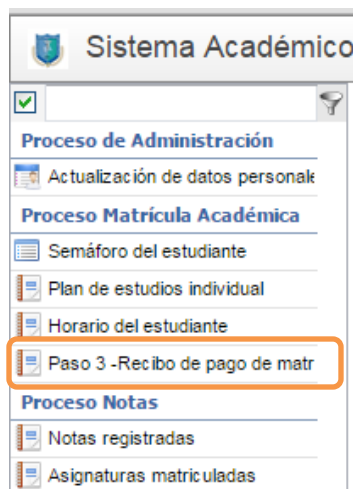 Sistema Académico
Proceso de Administración
Actualización de datos personale
Proceso Matrícula Académica
Semáforo del estudiante
Plan de estudios individual
Horario del estudiante
Paso 3 -Recibo de pago de matr
Proceso Notas
Notas registradas
Asignaturas matriculadas